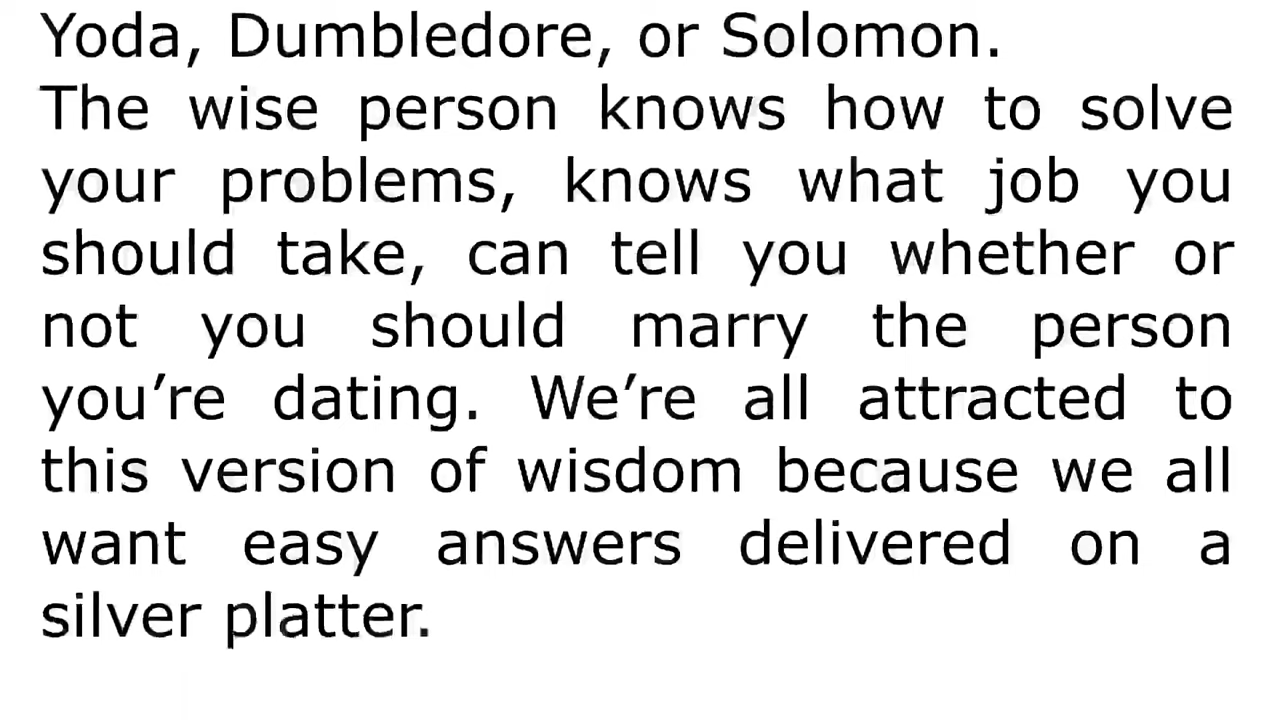 Yoda, Dumbledore, or Solomon.
The wise person knows how to solve
your problems, knows what job you
should take, can tell you whether or
not you should marry the person
you’re dating. We’re all attracted to
this version of wisdom because we all
want easy answers delivered on a
silver platter.